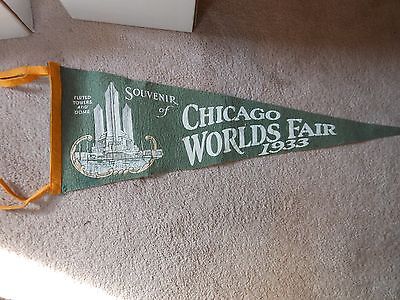 FLUTED
TOWERS
AND
DOME
SOUVENIR
of
CHICAGO
WORLDS FAIR
1933